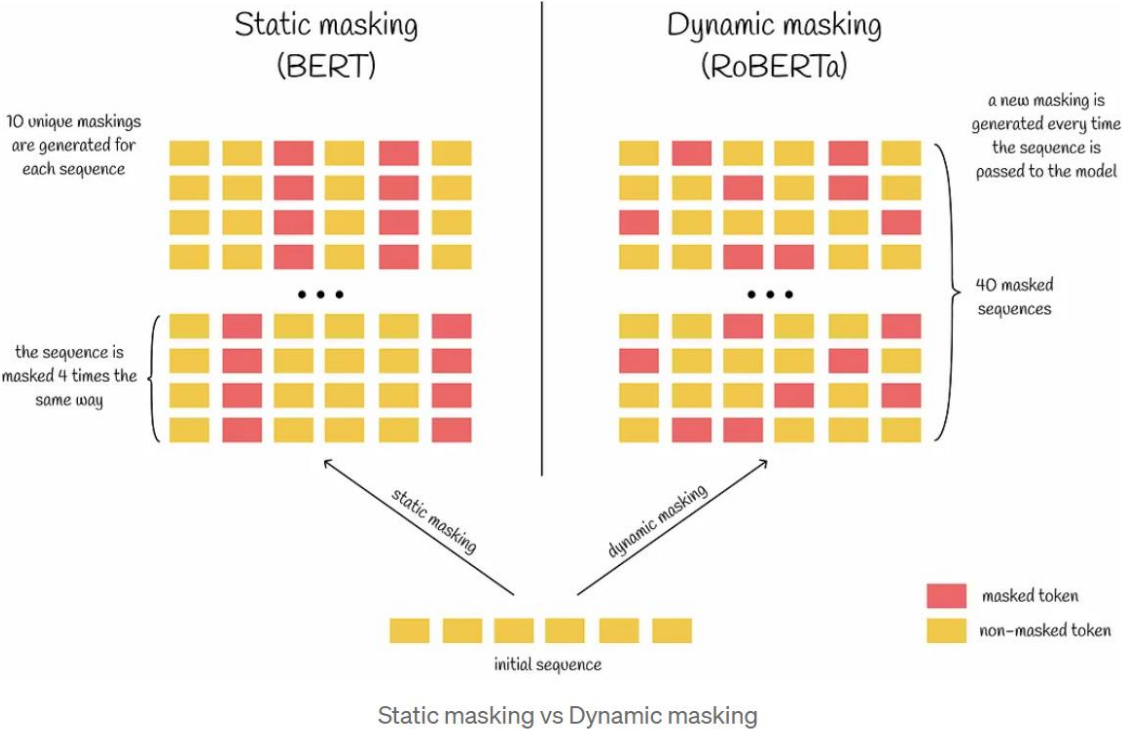 Static masking
(BERT)
10 unique maskings
are generated for
each sequence
the sequence is
masked 4 times the
same way
Dynamic masking
(RoBERTa)
a new masking is
generated every time
the sequence is
passed to the model
40 masked
sequences
static masking
dynamic masking
initial sequence
masked token
non-masked token
Static masking vs Dynamic masking